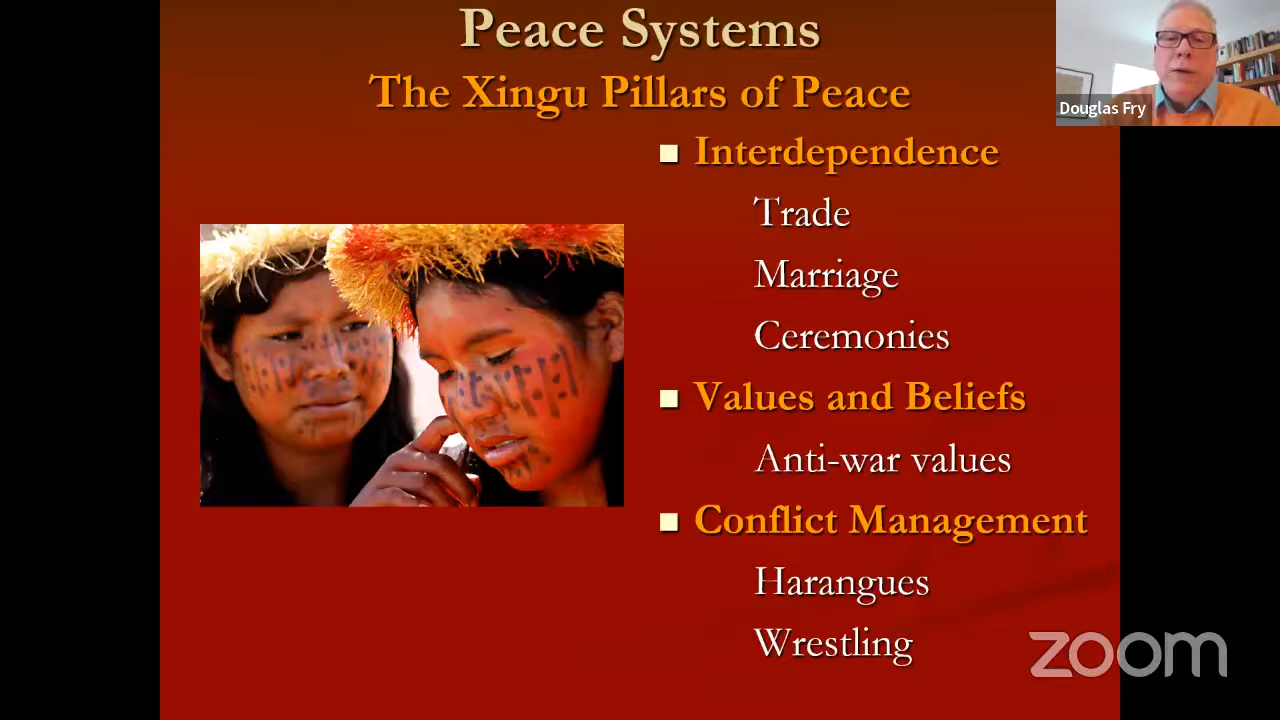 Peace Systems
The Xingu Pillars of Peace
Douglas Fry
Interdependence
Trade
Marriage
Ceremonies
Values and Beliefs
Anti-war values
Conflict Management
Harangues
Wrestling
zoom